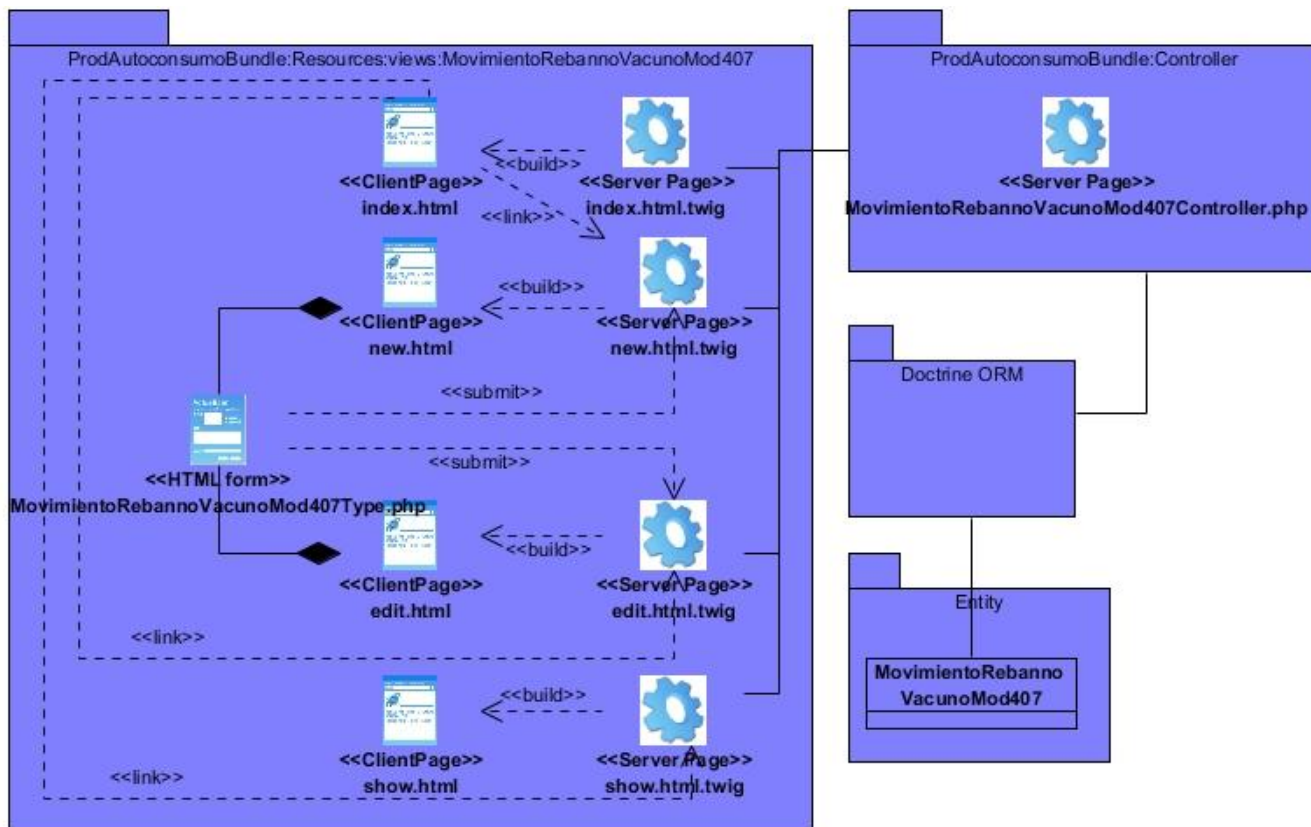 ProdAutoconsumoBundle:Resources:views:MovimientoRebannoVacunoMod407
<<ClientPage>>
index.html
<<build>>
<<Server Page>>
index.html.twig
<<link>>
<<ClientPage>>
new.html
<<build>>
<<Server Page>>
new.html.twig
<<submit>>
<<HTML form>>
MovimientoRebannoVacunoMod407Type.php
<<submit>>
<<ClientPage>>
edit.html
<<build>>
<<Server Page>>
edit.html.twig
<<link>>
<<ClientPage>>
show.html
<<build>>
<<Server Page>>
show.html.twig
<<link>>
ProdAutoconsumoBundle:Controller
<<Server Page>>
MovimientoRebannoVacunoMod407Controller.php
Doctrine ORM
Entity
MovimientoRebanno
VacunoMod407